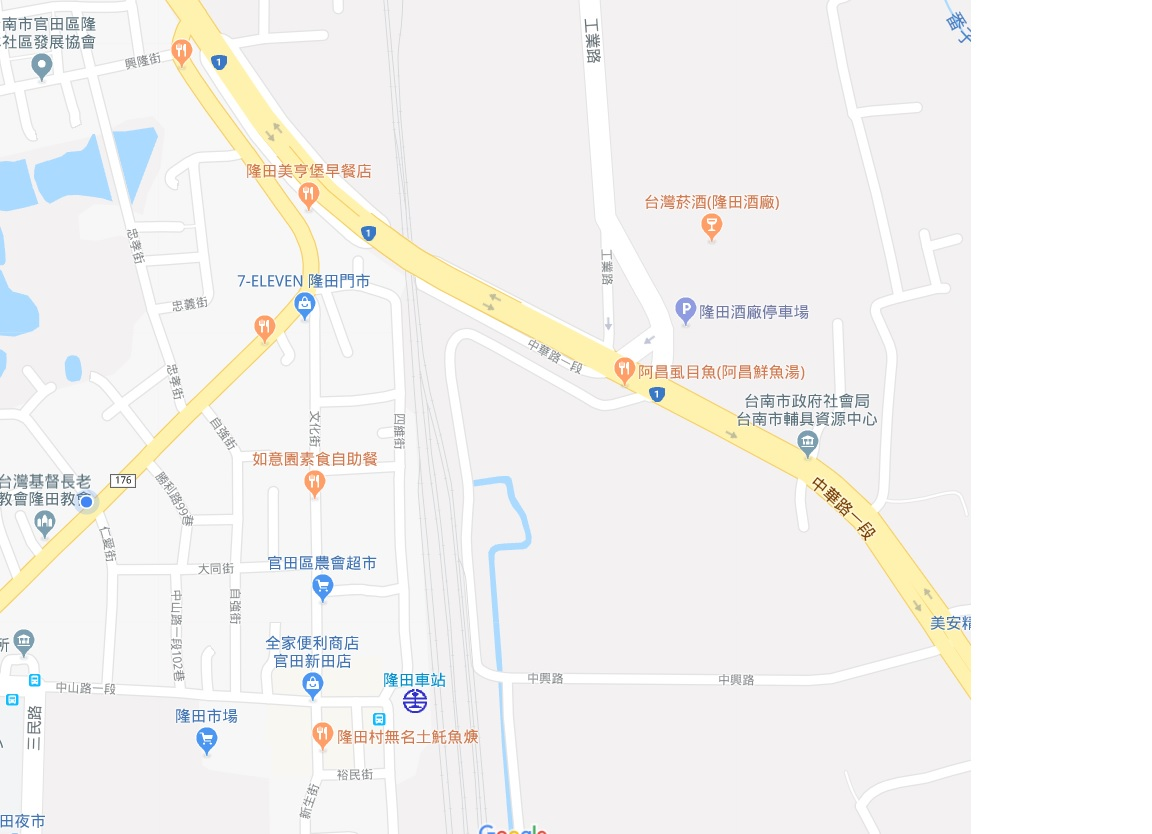 南市官田區隆
社區發展協會
興隆街
1
工業路
番子
隆田美亨堡早餐店
台灣菸酒(隆田酒廠)
1
忠孝街
工業路
7-ELEVEN 隆田門市
忠義街
P
隆田酒廠停車場
中華路一段
阿昌虱目魚(阿昌鮮魚湯)
1
忠孝街
台南市政府社會局
台南市輔具資源中心
自強街
文化街
四維街
如意園素食自助餐
176
台灣基督長老
教會隆田教會
勝利路99巷
中華路一段
仁愛街
官田區農會超市
大同街
自強街
中山路一段102巷
美安精
所
全家便利商店
官田新田店
隆田車站
中興路
中興路
中山路一段
隆田市場
三民路
隆田村無名土魠魚焿
裕民街
新生街
田夜市
Google